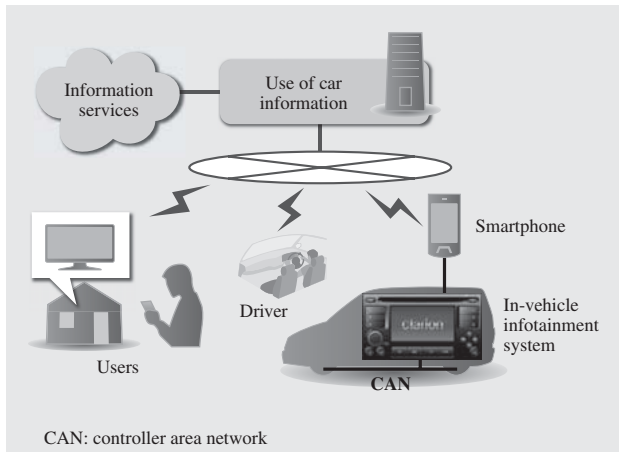 Information
services
Use of car
information
Smartphone
Driver
In-vehicle
infotainment
system
clarion
Users
CAN
CAN: controller area network